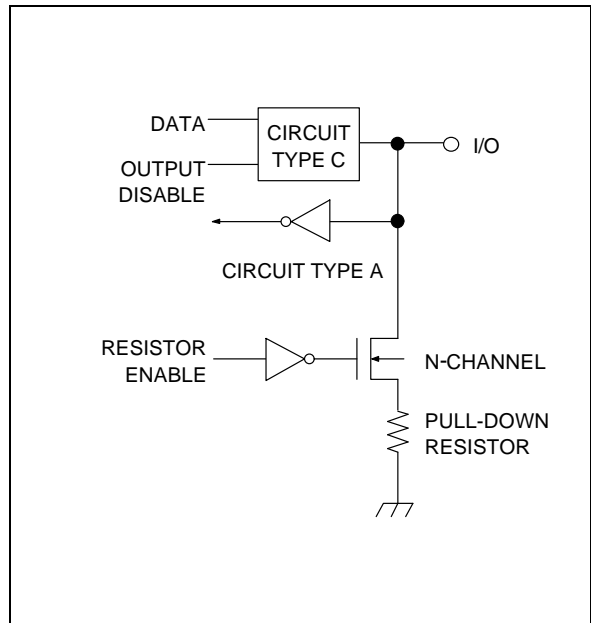 DATA
CIRCUIT
TYPE C
I/O
OUTPUT
DISABLE
CIRCUIT TYPE A
RESISTOR
ENABLE
N-CHANNEL
PULL-DOWN
RESISTOR